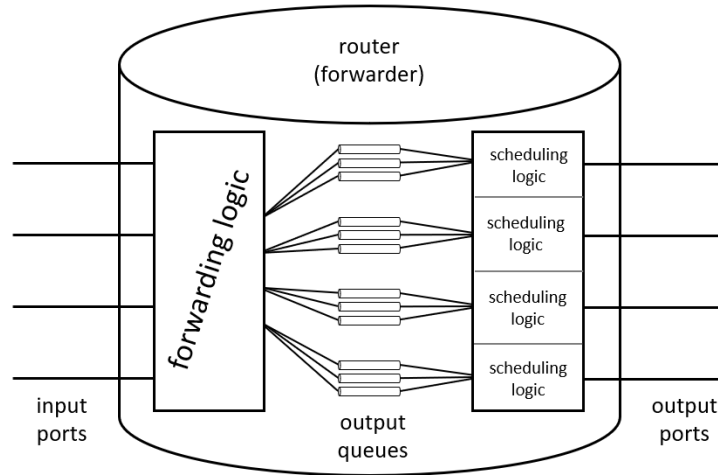 router
(forwarder)
forwarding logic
scheduling
logic
scheduling
logic
scheduling
logic
scheduling
logic
input
ports
output
queues
output
ports